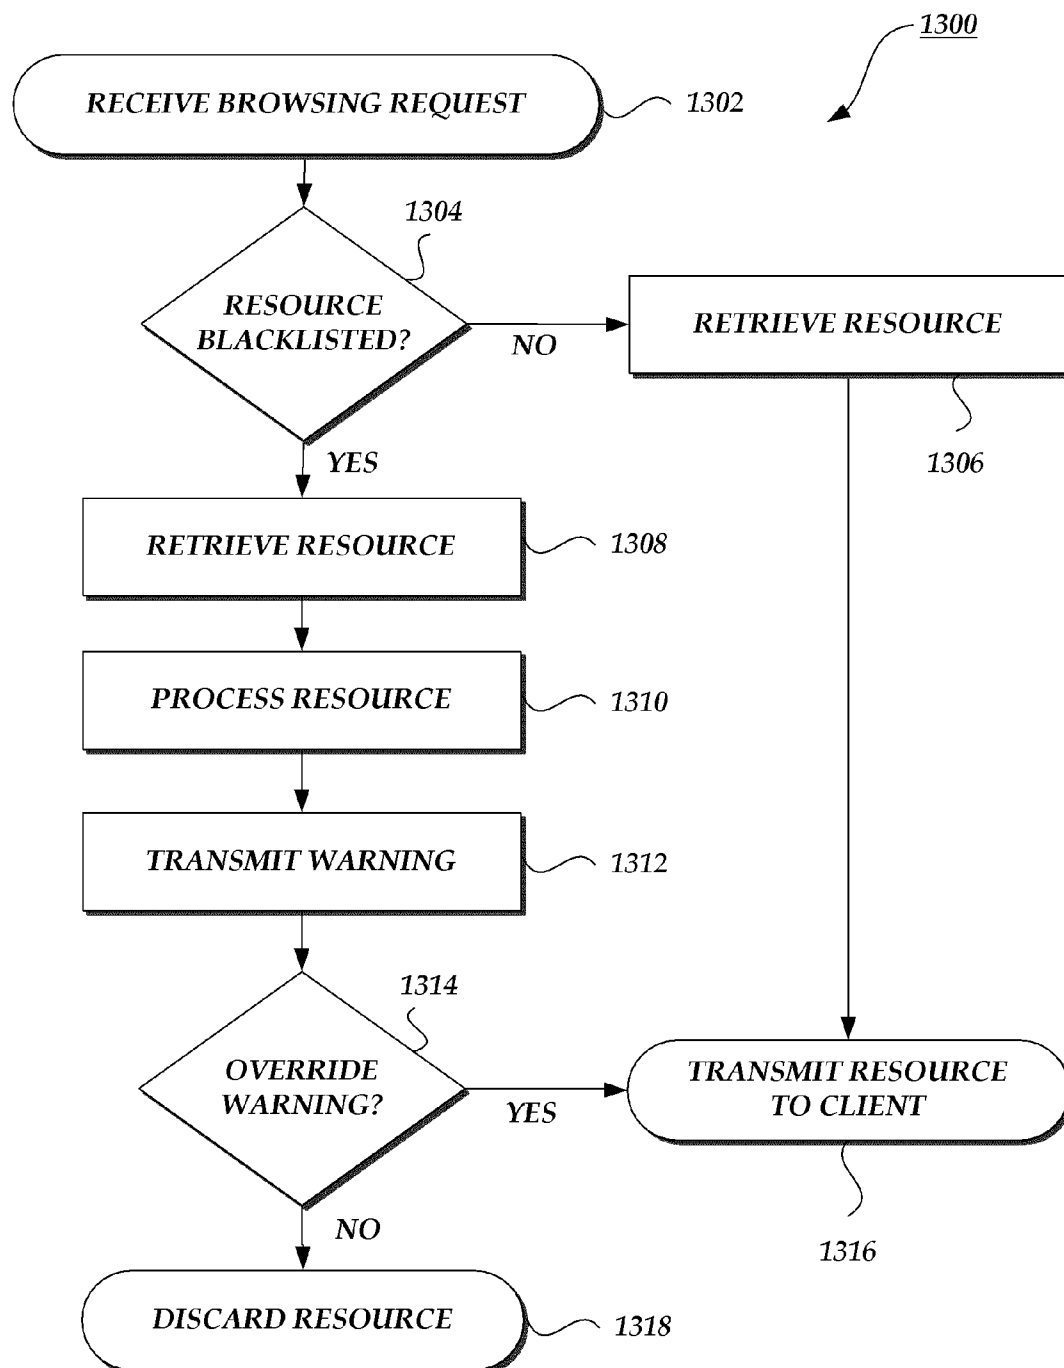 1300
RECEIVE BROWSING REQUEST
1302
1304
RESOURCE
BLACKLISTED?
NO
RETRIEVE RESOURCE
1306
YES
RETRIEVE RESOURCE
1308
PROCESS RESOURCE
1310
TRANSMIT WARNING
1312
1314
OVERRIDE
WARNING?
YES
TRANSMIT RESOURCE
TO CLIENT
1316
NO
DISCARD RESOURCE
1318